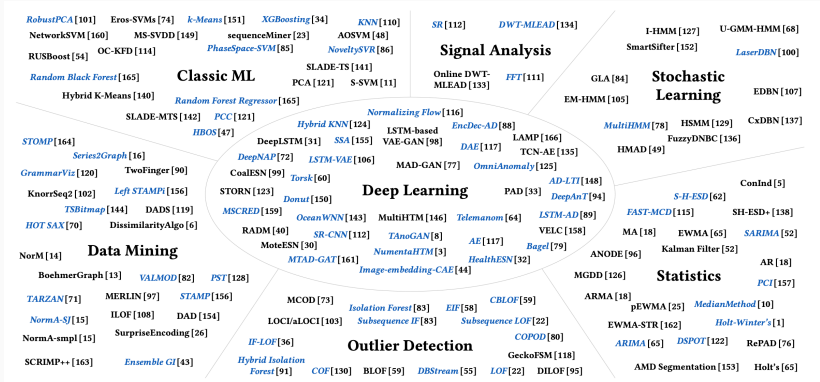 RobustPCA [101]
Eros-SVMs [74]
k-Means [151]
XGBoosting [34]
KNN [110]
NetworkSVM [160]
MS-SVDD [149]
sequenceMiner [23]
AOSVM [48]
RUSBoost [54]
OC-KFD [114]
PhaseSpace-SVM [85]
NoveltySVR [86]
SLADE-TS [141]
Random Black Forest [165]
Classic ML
PCA [121]
S-SVM [11]
Hybrid K-Means [140]
Random Forest Regressor [165]
SLADE-MTS [142]
PCC [121]
HBOS [47]
SR [112]
DWT-MLEAD [134]
Signal Analysis
Online DWT-
MLEAD [133]
FFT [111]
I-HMM [127]
U-GMM-HMM [68]
SmartSifter [152]
LaserDBN [100]
GLA [84]
Stochastic
Learning
EDBN [107]
EM-HMM [105]
CxDBN [137]
MultiHMM [78]
HSMM [129]
FuzzyDNBC [136]
HMAD [49]
Normalizing Flow [116]
Hybrid KNN [124]
LSTM-based
VAE-GAN [98]
EncDec-AD [88]
LAMP [166]
DeepLSTM [31]
SSA [155]
DAE [117]
TCN-AE [135]
DeepNAP [72]
LSTM-VAE [106]
MAD-GAN [77]
OmniAnomaly [125]
CoalESN [99]
Torsk [60]
AD-LTI [148]
STORN [123]
Donut [150]
Deep Learning
PAD [33]
DeepAnT [94]
MSCRED [159]
OceanWNN [143]
MultiHTM [146]
Telemanom [64]
LSTM-AD [89]
RADM [40]
SR-CNN [112]
TAnoGAN [8]
VELC [158]
MoteESN [30]
NumentaHTM [3]
AE [117]
Bagel [79]
MTAD-GAT [161]
HealthESN [32]
Image-embedding-CAE [44]
STOMP [164]
Series2Graph [16]
GrammarViz [120]
TwoFinger [90]
KnorrSeq2 [102]
Left STAMPi [156]
TSBitmap [144]
DADS [119]
HOT SAX [70]
DissimilarityAlgo [6]
NorM [14]
Data Mining
BoehmerGraph [13]
VALMOD [82]
PST [128]
TARZAN [71]
MERLIN [97]
STAMP [156]
NormA-SJ [15]
ILOF [108]
DAD [154]
NormA-smpl [15]
SurpriseEncoding [26]
SCRIMP++ [163]
Ensemble GI [43]
MCOD [73]
Isolation Forest [83]
EIF [58]
CBLOF [59]
LOCI/aLOCI [103]
Subsequence IF [83]
Subsequence LOF [22]
IF-LOF [36]
Outlier Detection
COPOD [80]
GeckoFSM [118]
Hybrid Isolation
Forest [91]
COF [130]
BLOF [59]
DBStream [55]
LOF [22]
DILOF [95]
ConInd [5]
S-H-ESD [62]
FAST-MCD [115]
SH-ESD+ [138]
MA [18]
EWMA [65]
SARIMA [52]
ANODE [96]
Kalman Filter [52]
AR [18]
MGDD [126]
Statistics
PCI [157]
ARMA [18]
pEWMA [25]
MedianMethod [10]
EWMA-STR [162]
Holt-Winter's [1]
ARIMA [65]
DSPOT [122]
RePAD [76]
AMD Segmentation [153]
Holt's [65]